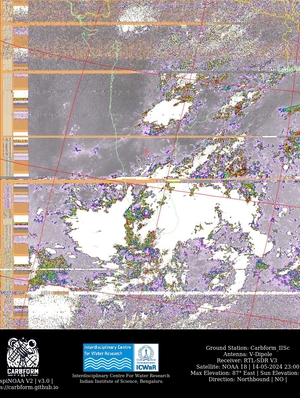 CARBFORM
spiNOAA V2 | v3.0 |
s://carbform.github.io
Interdisciplinary Centre
for Water Research
ICWaR
Interdisciplinary Centre For Water Research
Indian Institute of Science, Bengaluru
Ground Station: Carbform_IISc
Antenna: V-Dipole
Receiver: RTL-SDR V3
Satellite: NOAA 18 | 14-05-2024 23:00
Max Elevation: 87° East | Sun Elevation:
Direction: Northbound | NO |